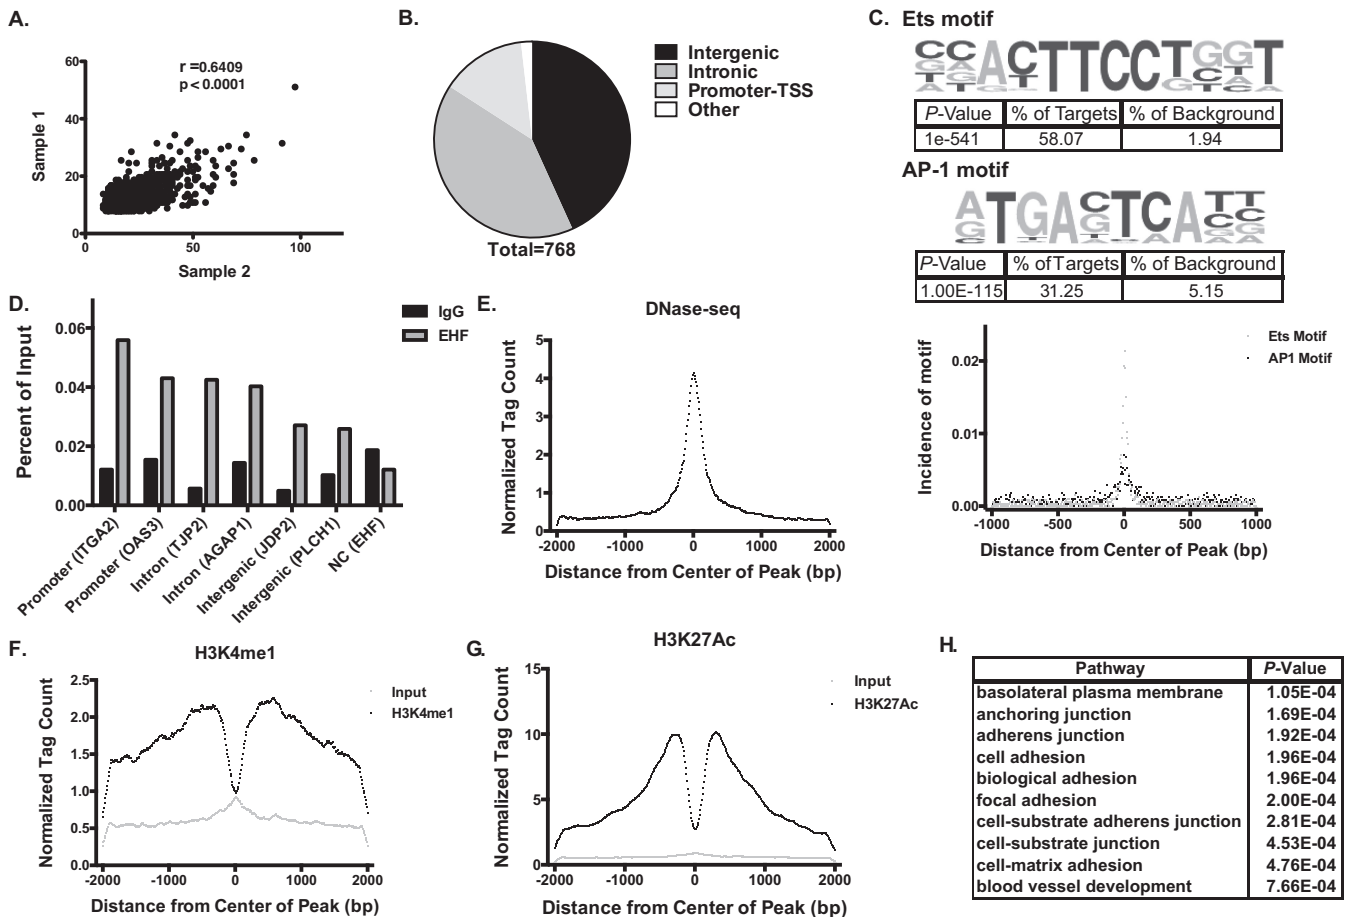 A.
60
40
20
0
Sample 1
r =0.6409
p < 0.0001
0
50
100
Sample 2
B.
Intergenic
Intronic
Promoter-TSS
Other
Total=768
C.
Ets motif
P-Value
% of Targets
% of Background
1e-541
58.07
1.94
AP-1 motif
P-Value
% of Targets
% of Background
1.00E-115
31.25
5.15
0.02
0.01
0.00
Incidence of motif
Ets Motif
AP1 Motif
-1000
-500
0
500
1000
Distance from Center of Peak (bp)
D.
IgG
EHF
0.06
0.04
0.02
0.00
Percent of Input
Promoter (ITGA2)
Promoter (OAS3)
Intron (TJP2)
Intron (AGAP1)
Intergenic (JDP2)
Intergenic (PLCH1)
NC (EHF)
E.
DNase-seq
5
4
3
2
1
0
Normalized Tag Count
-2000
-1000
0
1000
2000
Distance from Center of Peak (bp)
F.
H3K4me1
2.5
2.0
1.5
1.0
0.5
0.0
Normalized Tag Count
Input
H3K4me1
-2000
-1000
0
1000
2000
Distance from Center of Peak (bp)
G.
H3K27Ac
15
10
5
0
Normalized Tag Count
Input
H3K27Ac
-2000
-1000
0
1000
2000
Distance from Center of Peak (bp)
H.
Pathway P-Value
basolateral plasma membrane 1.05E-04
anchoring junction 1.69E-04
adherens junction 1.92E-04
cell adhesion 1.96E-04
biological adhesion 1.96E-04
focal adhesion 2.00E-04
cell-substrate adherens junction 2.81E-04
cell-substrate junction 4.53E-04
cell-matrix adhesion 4.76E-04
blood vessel development 7.66E-04